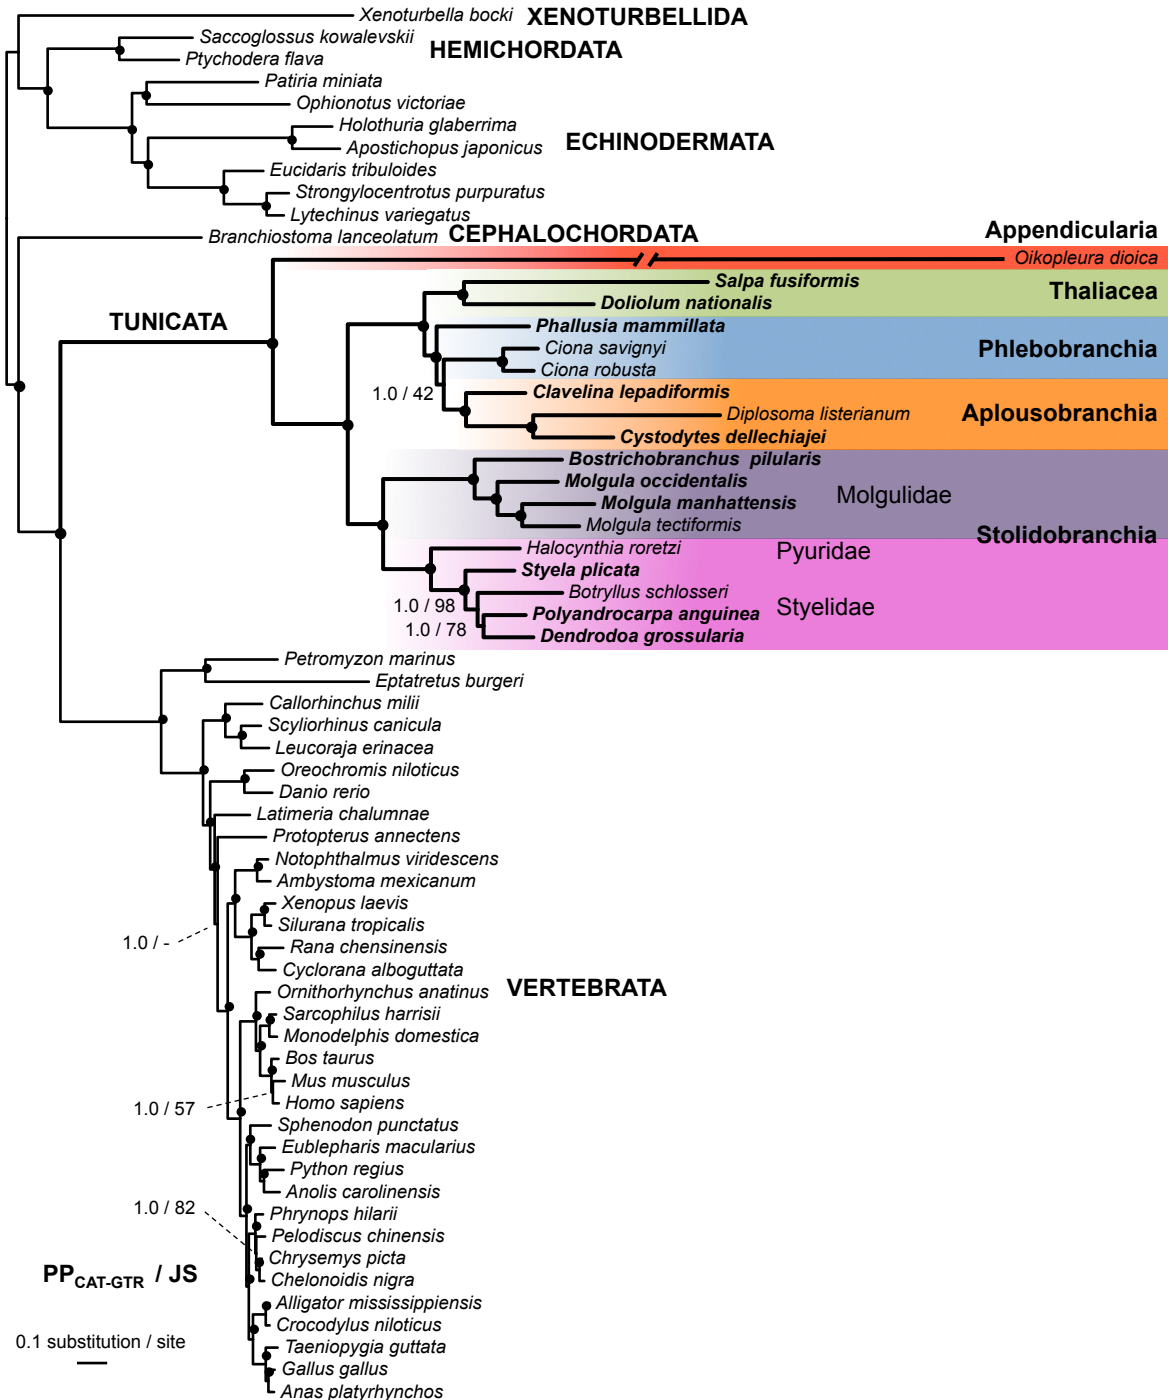 Xenoturbella bocki XENOTURBELLIDA
Saccoglossus kowalevskii
HEMICHORDATA
Ptychodera flava
Patiria miniata
Ophionotus victoriae
Holothuria glaberrima
ECHINODERMATA
Apostichopus japonicus
Eucidaris tribuloides
Strongylocentrotus purpuratus
Lytechinus variegatus
Branchiostoma lanceolatum CEPHALOCHORDATA
Appendicularia
Oikopleura dioica
Salpa fusiformis
Thaliacea
Doliolum nationalis
TUNICATA
Phallusia mammillata
Ciona savignyi
Phlebobranchia
Ciona robusta
1.0 / 42
Clavelina lepadiformis
Diplosoma listerianum
Aplousobranchia
Cystodytes dellechiajei
Bostrichobranchus pilularis
Molgula occidentalis
Molgulidae
Molgula manhattensis
Molgula tectiformis
Stolidobranchia
Halocynthia roretzi
Pyuridae
Styela plicata
Botryllus schlosseri
1.0 / 98
Styelidae
Polyandrocarpa anguinea
1.0 / 78
Dendrodoa grossularia
Petromyzon marinus
Eptatretus burgeri
Callorhinchus milii
Scyliorhinus canicula
Leucoraja erinacea
Oreochromis niloticus
Danio rerio
Latimeria chalumnae
Protopterus annectens
Notophthalmus viridescens
Ambystoma mexicanum
Xenopus laevis
Silurana tropicalis
1.0 / -
Rana chensinensis
Cyclorana alboguttata
Ornithorhynchus anatinus VERTEBRATA
Sarcophilus harrisii
Monodelphis domestica
Bos taurus
Mus musculus
1.0 / 57
Homo sapiens
Sphenodon punctatus
Eublepharis macularius
Python regius
Anolis carolinensis
1.0 / 82
Phrynops hilarii
Pelodiscus chinensis
Chrysemys picta
PP CAT-GTR / JS
Chelonoidis nigra
Alligator mississippiensis
Crocodylus niloticus
0.1 substitution / site
Taeniopygia guttata
Gallus gallus
Anas platyrhynchos